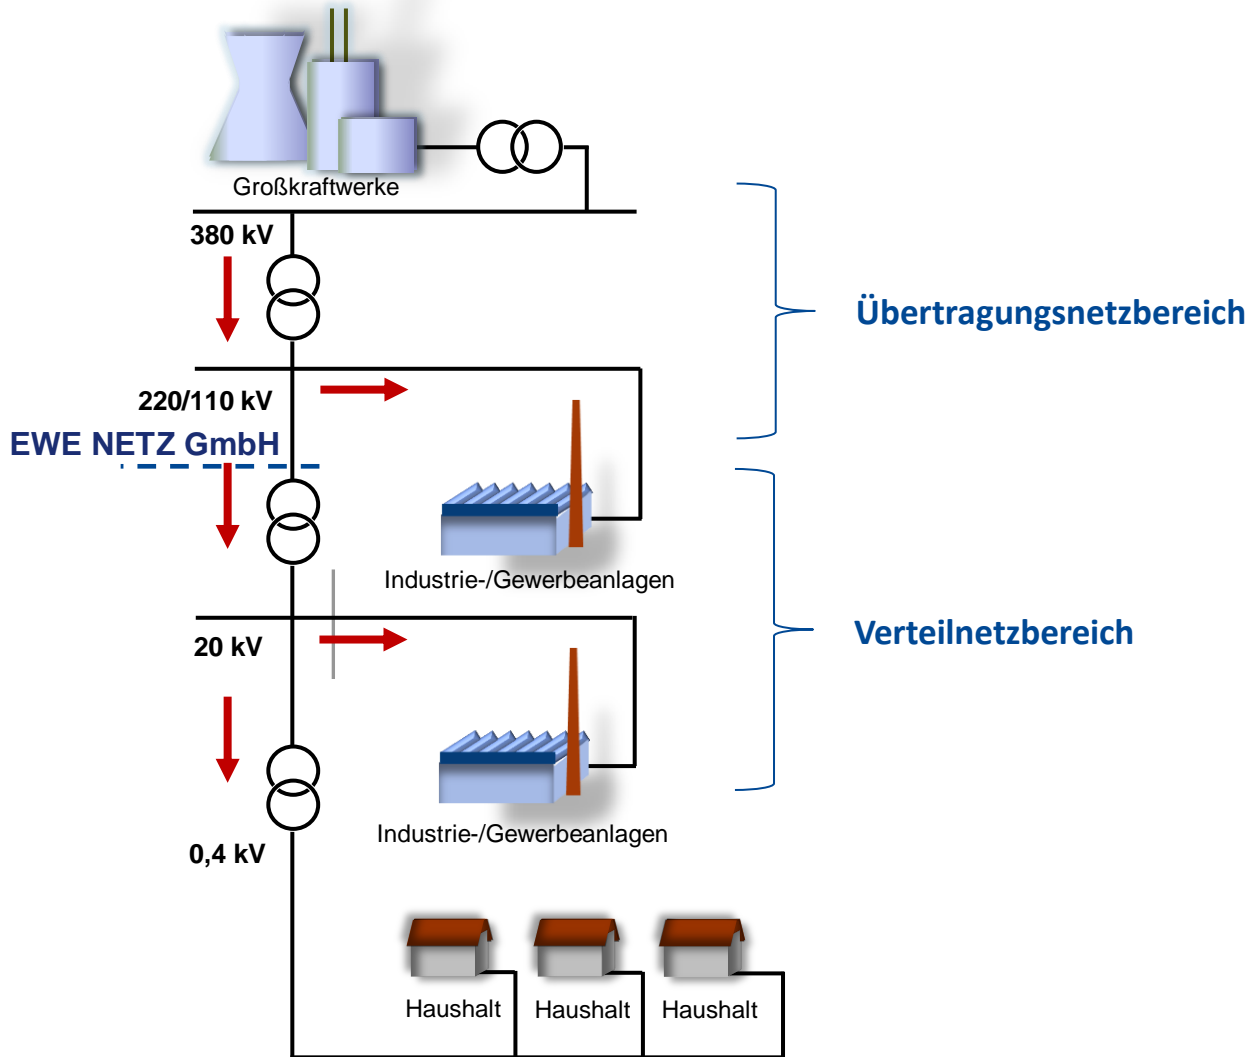 Großkraftwerke
380 kV
Übertragungsnetzbereich
220/110 kV
EWE NETZ GmbH
Industrie-/Gewerbeanlagen
20 kV
Verteilnetzbereich
Industrie-/Gewerbeanlagen
0,4 kV
Haushalt
Haushalt
Haushalt